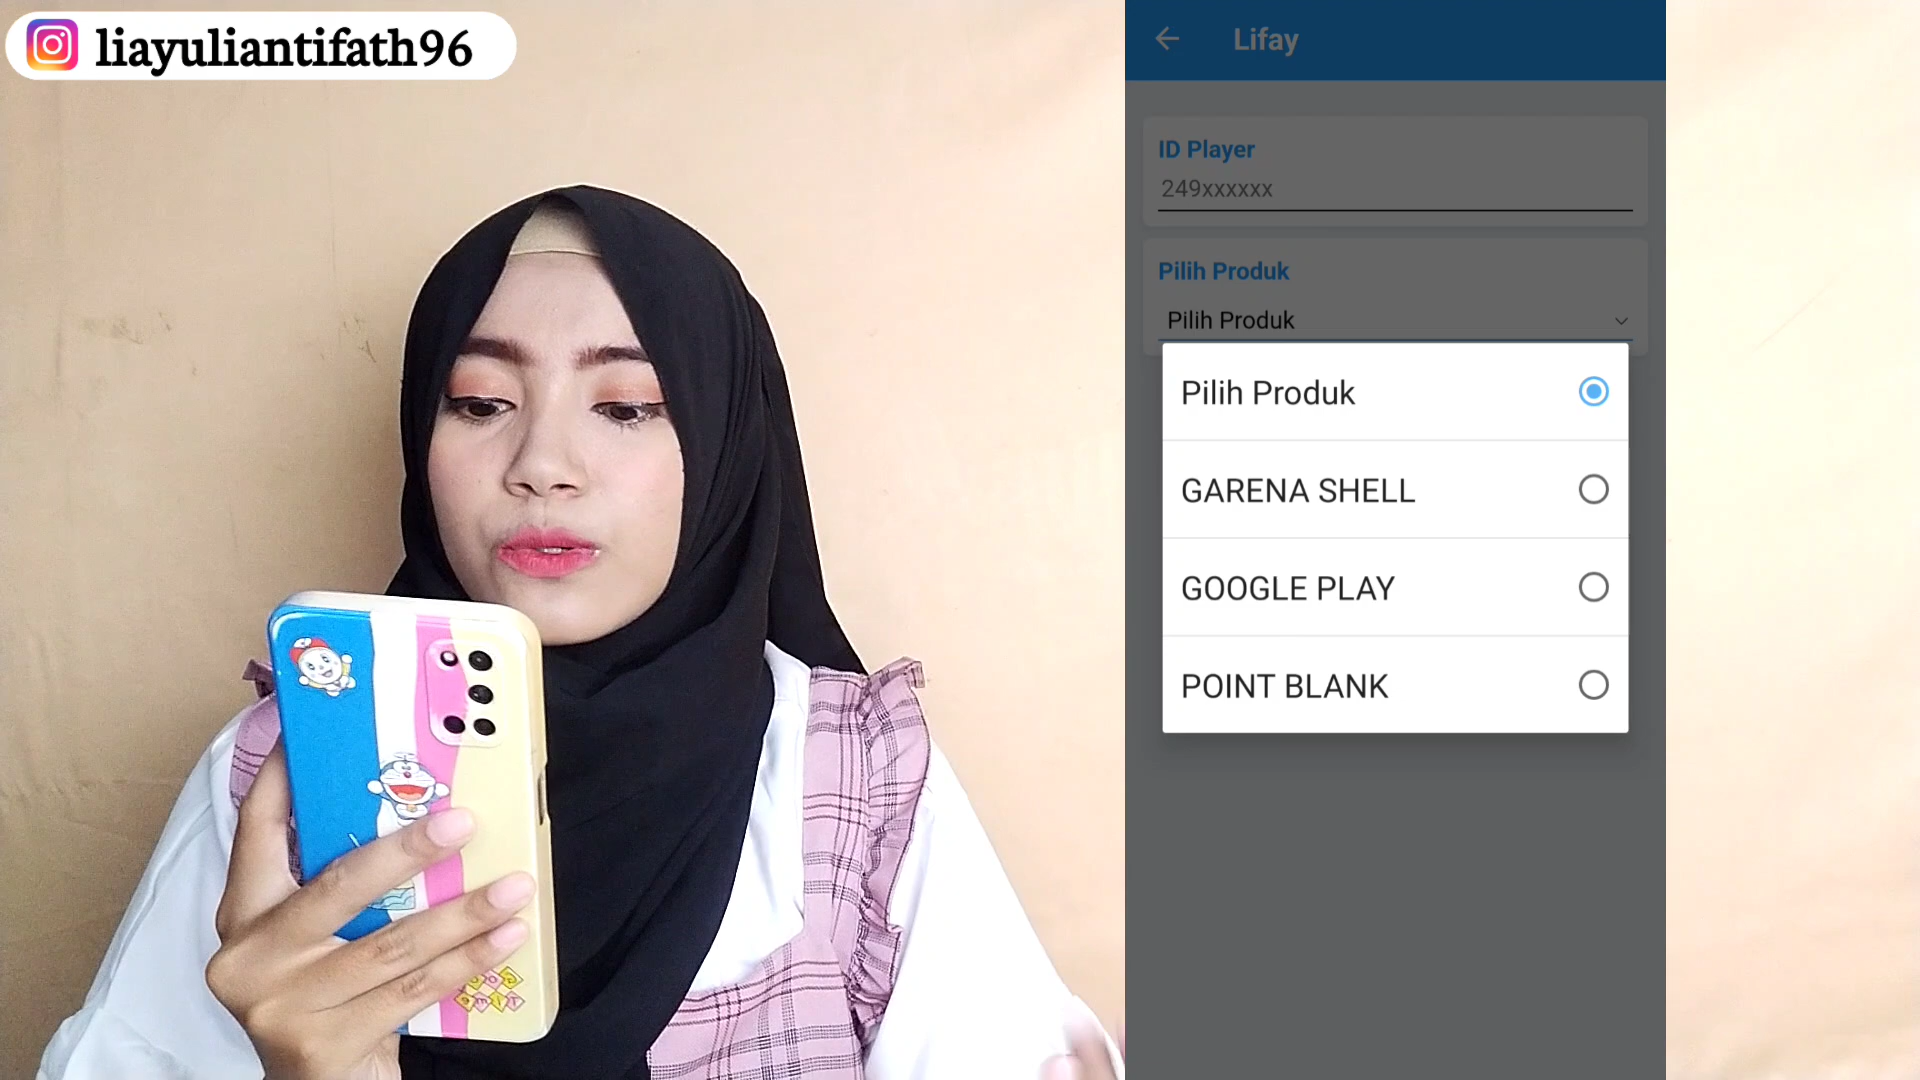 liayuliantifath96
Lifay
ID Player
249xxxxxx
Pilih Produk
Pilih Produk
Pilih Produk
GARENA SHELL
GOOGLE PLAY
POINT BLANK